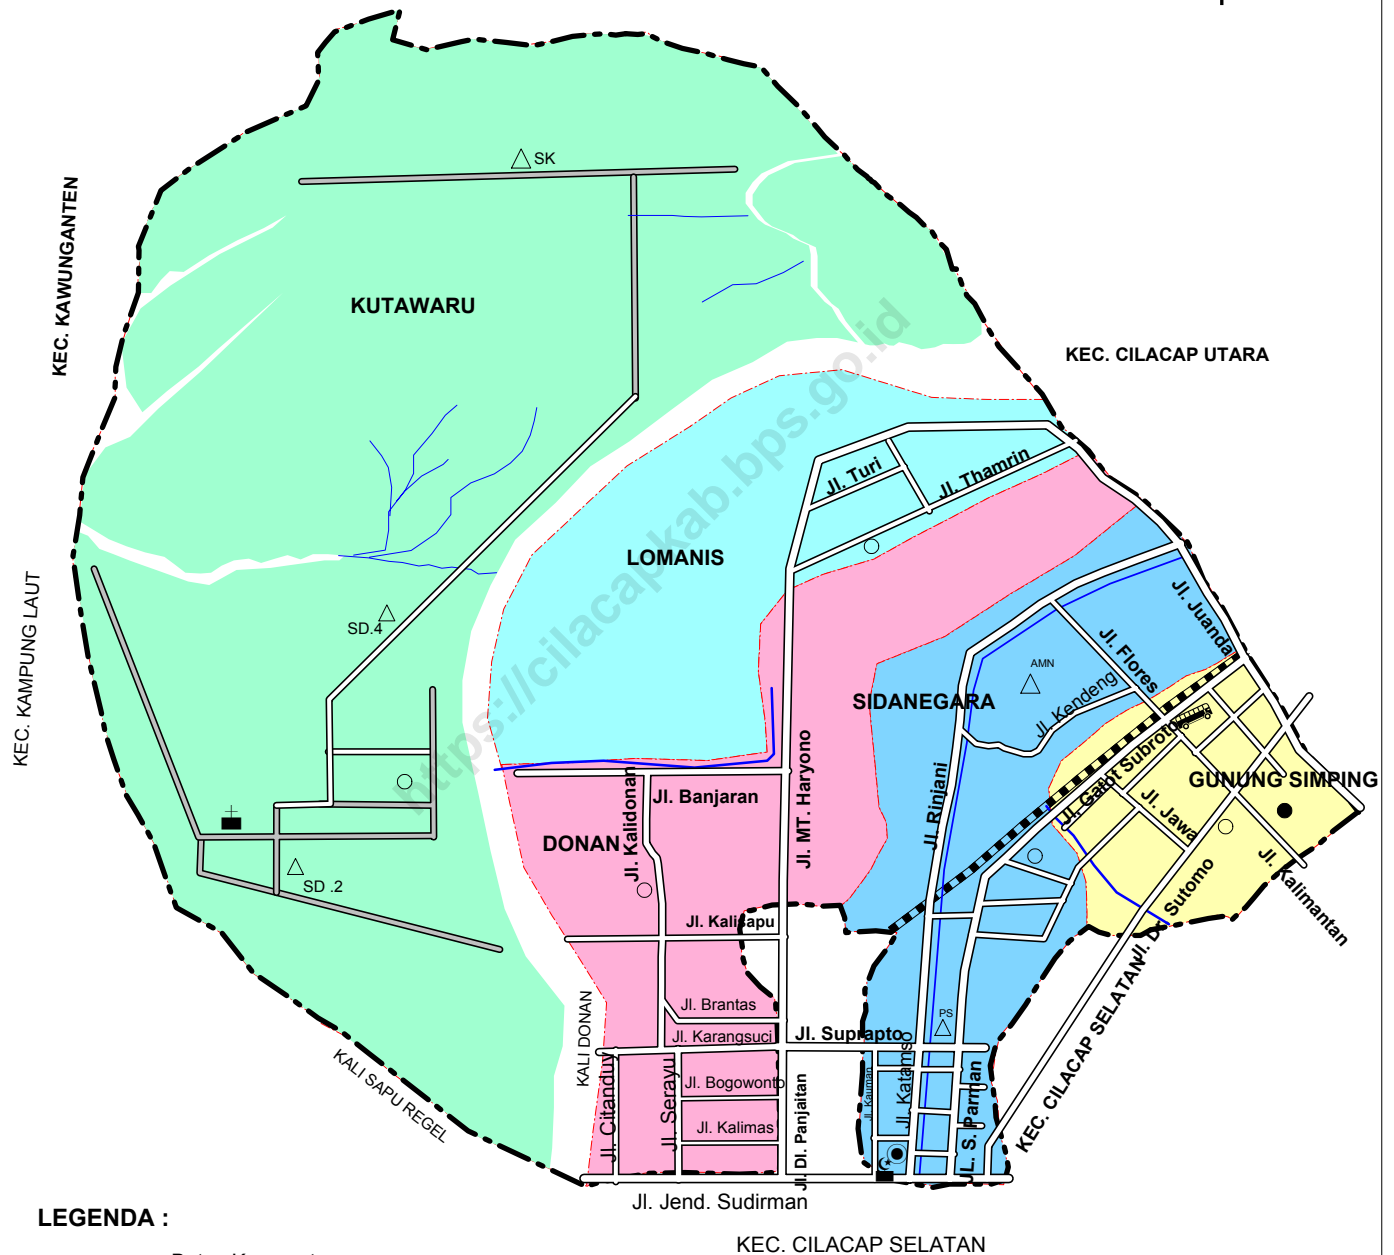 SK
KEC. KAWUNGANTEN
KUTAWARU
KEC. CILACAP UTARA
https://cilacapkab.bps.go.id
Jl. Turi
Jl. Thamrin
LOMANIS
KEC. KAMPUNG LAUT
SD.4
Jl. Juanda
Jl. Flores
AMN
Jl. Kendeng
SIDANEGARA
Jl. Gatot Subroto
GUNUNG SIMPING
Jl. Banjaran
Jl. Kalidonan
Jl. MT. Haryono
Jl. Rinjani
Jl. Jawa
DONAN
SD .2
Jl. Kalimantan
Sutomo
Jl. D
Jl. Kalisapu
Jl. Brantas
PS
Jl. Karangsuci
Jl. Suprapto
KALI DONAN
KEC. CILACAP SELATAN
KALI SAPU REGEL
Jl. Citanduy
Jl. Serayu
Jl. Bogowonto
Jl. Kalimas
Jl. DI. Panjaitan
Jl. Kauman
Jl. Katamso
JL. S. Parman
Jl. Jend. Sudirman
LEGENDA :
KEC. CILACAP SELATAN